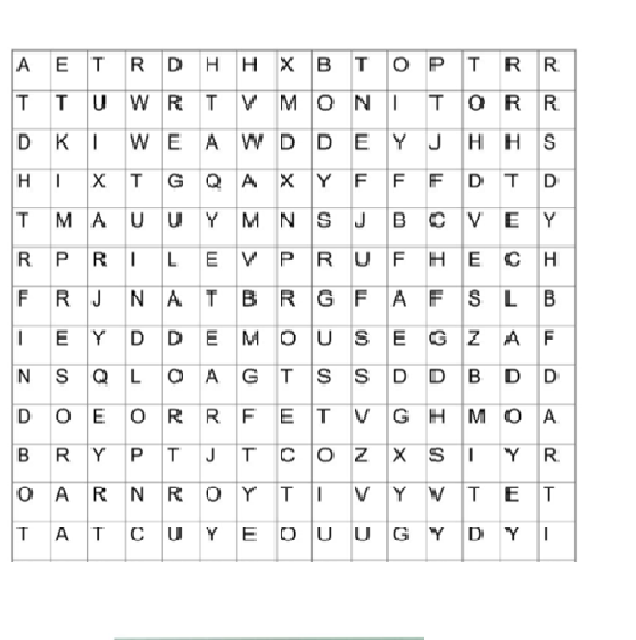 A E T R D H H X B T O P T R R
T T U W R T V M O N I T O R R
D K I W E A W D D E Y J H H S
H I X T G Q A X Y F F F D T D
T M A U U Y M N S J B C V E Y
R P R I L E V P R U F H E C H
F R J N A T B R G F A F S L B
I E Y D D E M O U S E G Z A F
N S Q L O A G T S S D D B D D
D O E O R R F E T V G H M O A
B R Y P T J T C O Z X S I Y R
O A R N R O Y T I V Y V T E T
T A T C U Y E O U U G Y D Y I